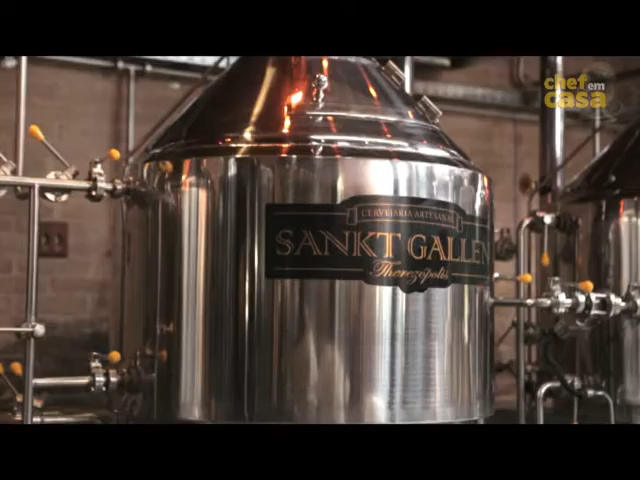 chef em
casa
CERVEJARIA ARTESANAL
SANKT GALLEN
Therezópolis